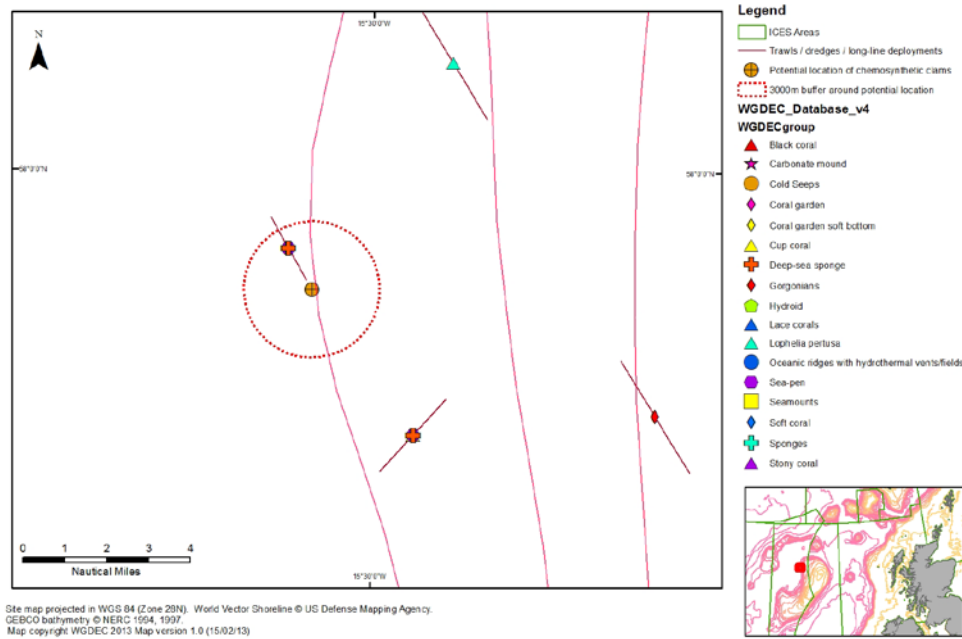 15°30'0"W
N
58°0'0"N
58°0'0"N
0 1 2 3 4
Nautical Miles
15°30'0"W
Legend
ICES Areas
Trawls / dredges / long-line deployments
Potential location of chemosynthetic clams
3000m buffer around potential location
WGDEC_Database_v4
WGDECgroup
Black coral
Carbonate mound
Cold Seeps
Coral garden
Coral garden soft bottom
Cup coral
Deep-sea sponge
Gorgonians
Hydroid
Lace corals
Lophelia pertusa
Oceanic ridges with hydrothermal vents/fields
Sea-pen
Seamounts
Soft coral
Sponges
Stony coral
Site map projected in WGS 84 (Zone 28N). World Vector Shoreline © US Defense Mapping Agency.
GEBCO bathymetry © NERC 1994, 1997.
Map copyright WGDEC 2013 Map version 1.0 (15/02/13)